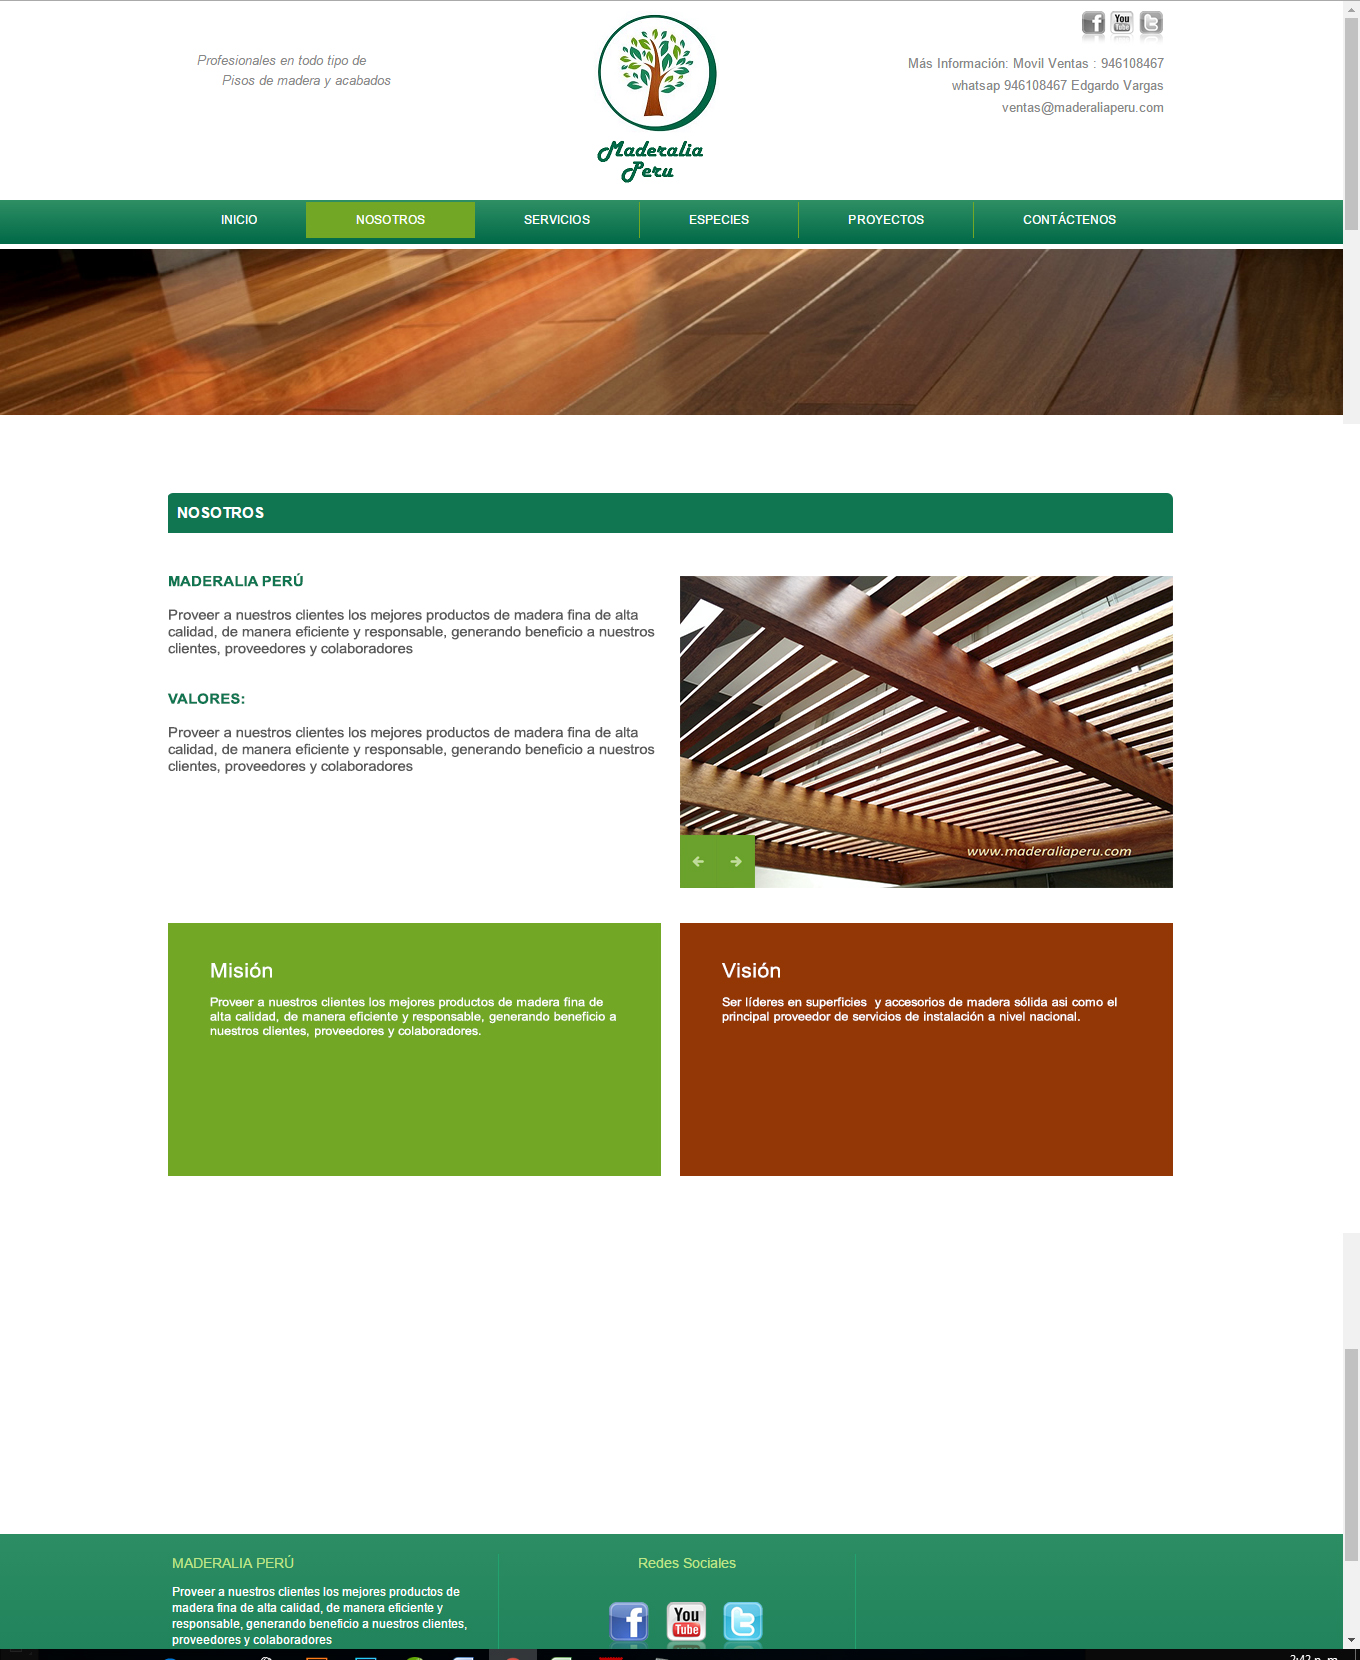 Profesionales en todo tipo de
Pisos de madera y acabados
Maderalia
Peru
You
Tube
Más Información: Movil Ventas : 946108467
whatsap 946108467 Edgardo Vargas
ventas@maderaliaperu.com
INICIO
NOSOTROS
SERVICIOS
ESPECIES
PROYECTOS
CONTÁCTENOS
NOSOTROS
MADERALIA PERÚ
Proveer a nuestros clientes los mejores productos de madera fina de alta
calidad, de manera eficiente y responsable, generando beneficio a nuestros
clientes, proveedores y colaboradores
VALORES:
Proveer a nuestros clientes los mejores productos de madera fina de alta
calidad, de manera eficiente y responsable, generando beneficio a nuestros
clientes, proveedores y colaboradores
www.maderaliaperu.com
Misión
Proveer a nuestros clientes los mejores productos de madera fina de
alta calidad, de manera eficiente y responsable, generando beneficio a
nuestros clientes, proveedores y colaboradores.
Visión
Ser líderes en superficies  y accesorios de madera sólida asi como el
principal proveedor de servicios de instalación a nivel nacional.
MADERALIA PERÚ
Proveer a nuestros clientes los mejores productos de
madera fina de alta calidad, de manera eficiente y
responsable, generando beneficio a nuestros clientes,
proveedores y colaboradores
Redes Sociales
You
Tube